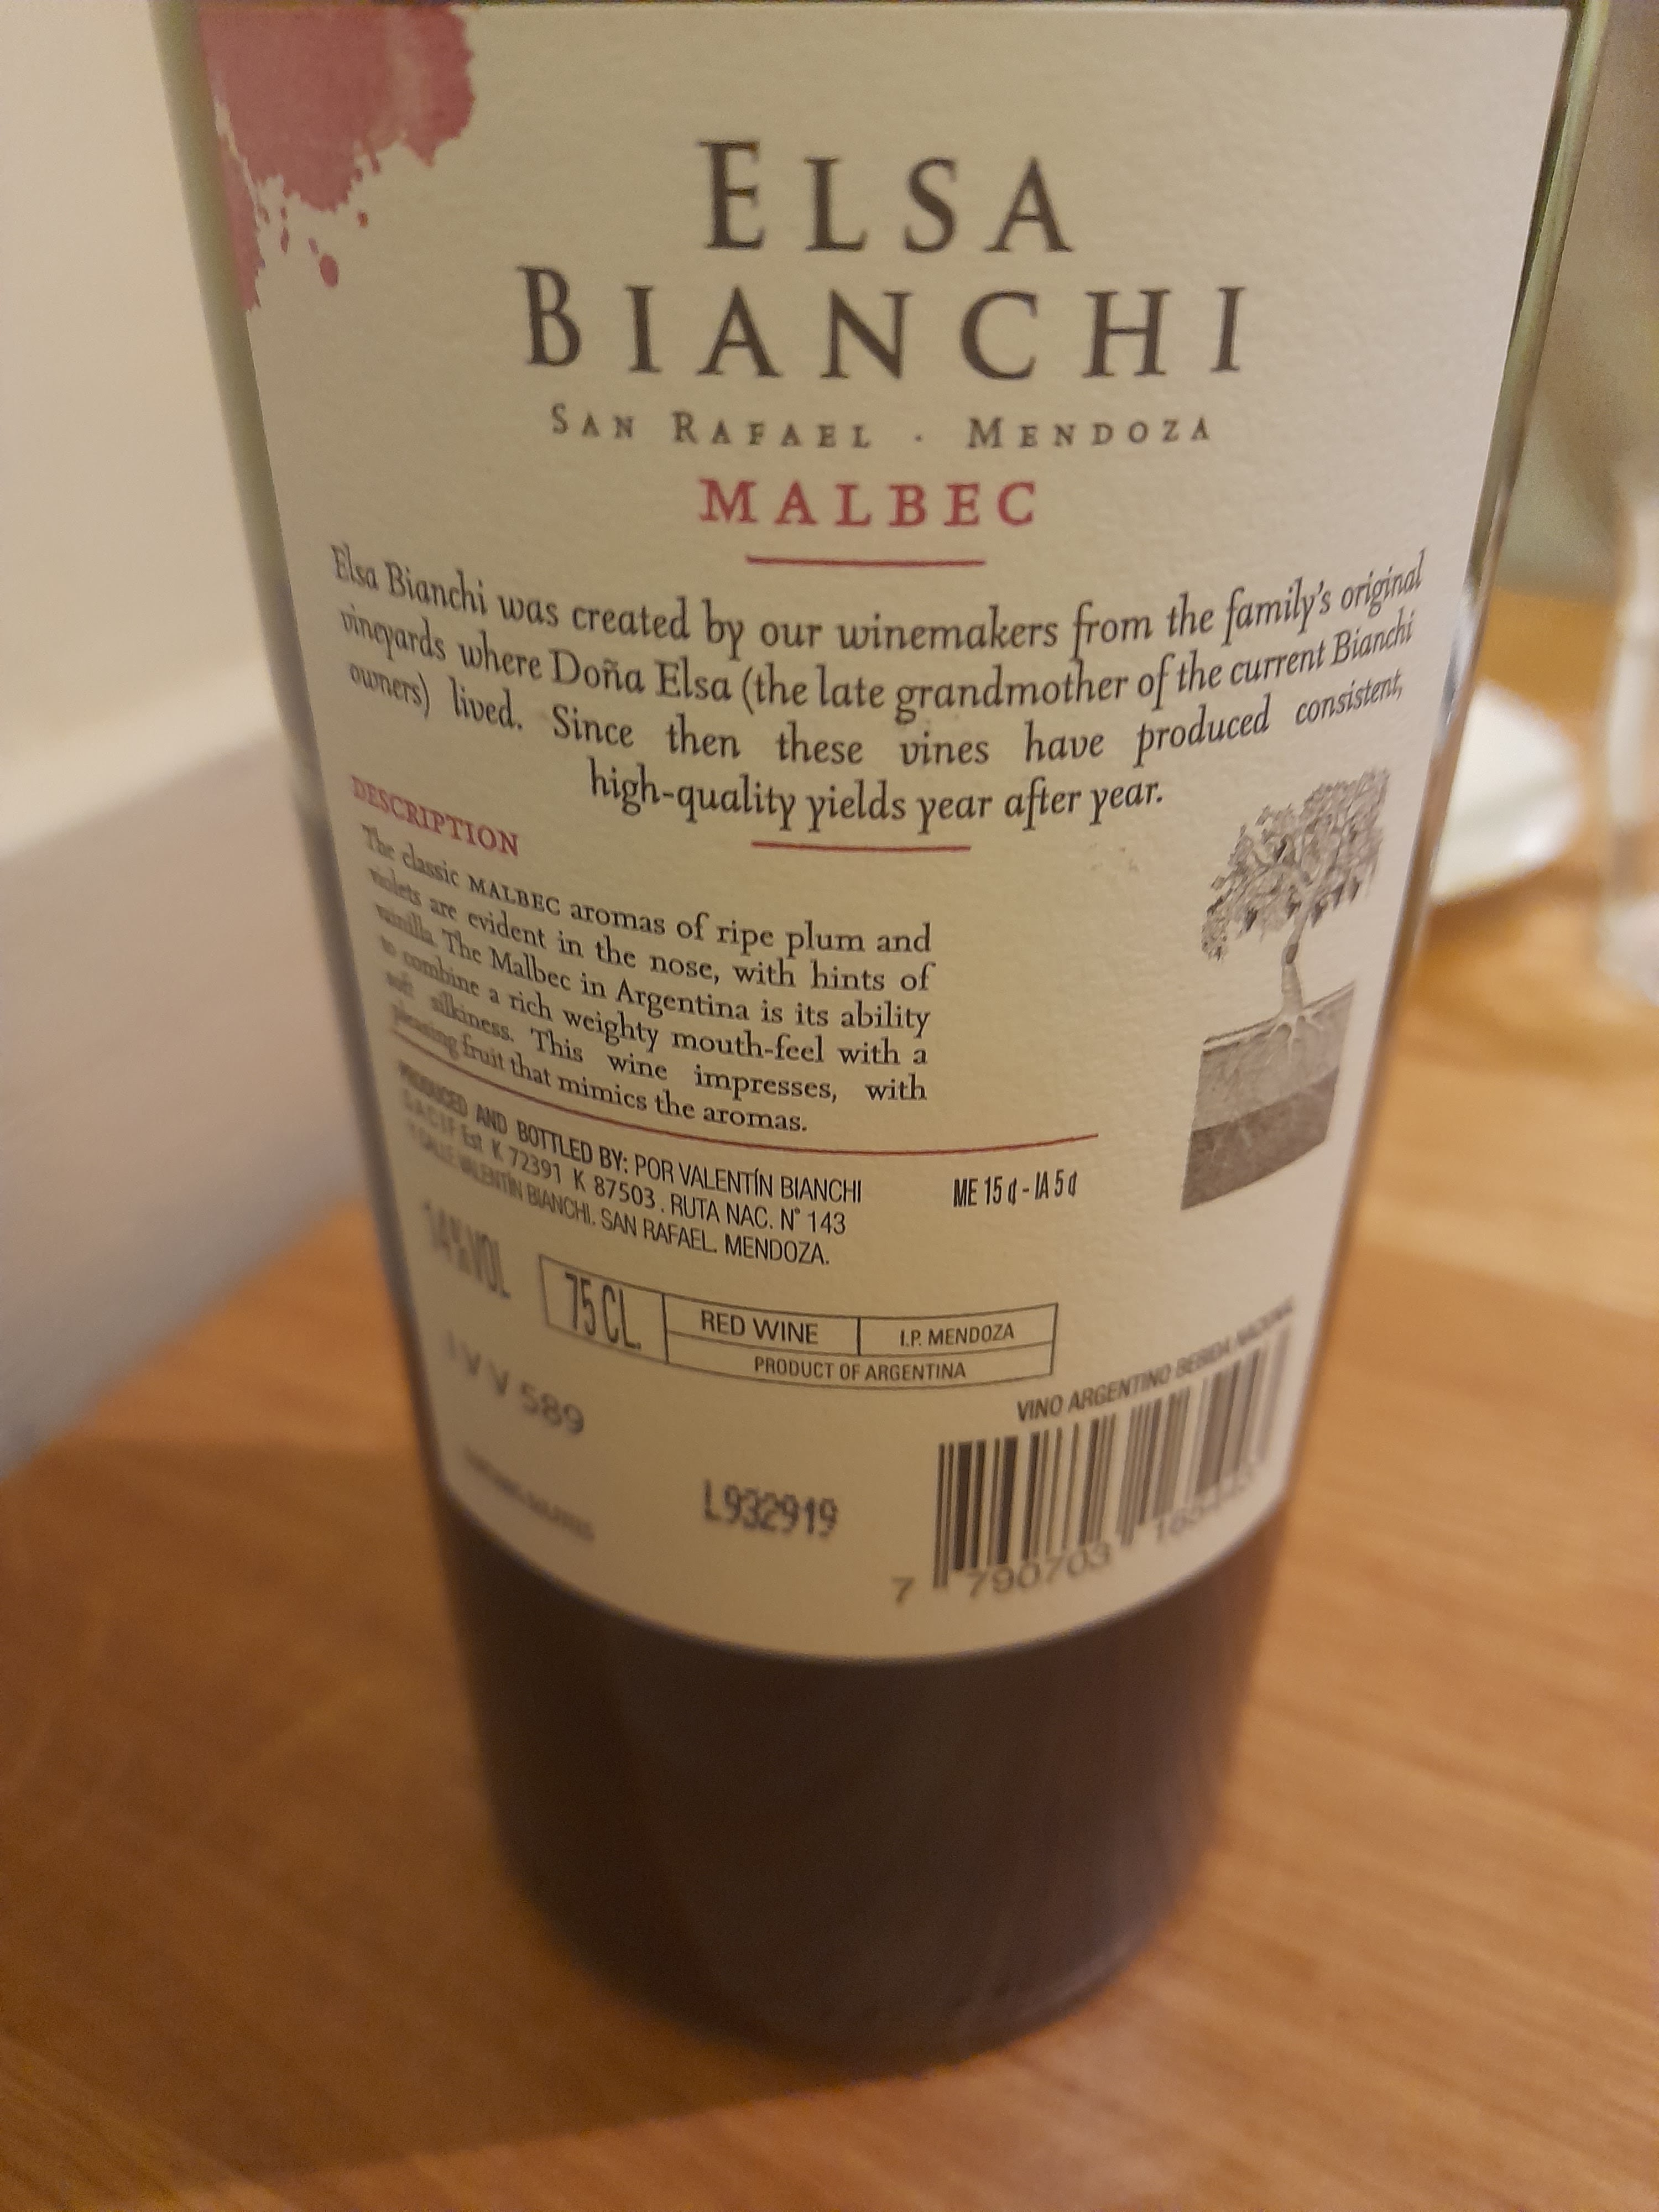 ELSA
BIANCHI
SAN RAFAEL · MENDOZA
MALBEC
Elsa Bianchi was created by our winemakers from the family's original
vineyards where Doña Elsa (the late grandmother of the current Bianchi
owners) lived. Since then these vines have produced consistent,
high-quality yields year after year.
DESCRIPTION
The classic MALBEC aromas of ripe plum and
violets are evident in the nose, with hints of
vanilla. The Malbec in Argentina is its ability
to combine a rich weighty mouth-feel with a
soft silkiness. This wine impresses, with
pleasing fruit that mimics the aromas.
PRODUCED AND BOTTLED BY: POR VALENTÍN BIANCHI
S.A.C.I.F Est K 72391 K 87503. RUTA NAC. N° 143
Y CALLE VALENTÍN BIANCHI. SAN RAFAEL. MENDOZA.
ME 15 ₫ - IA 5 ₫
14%VOL
75 CL.
RED WINE
I.P. MENDOZA
PRODUCT OF ARGENTINA
I V V 589
VINO ARGENTINO BEBIDA NACIONAL
L932919
7 790703